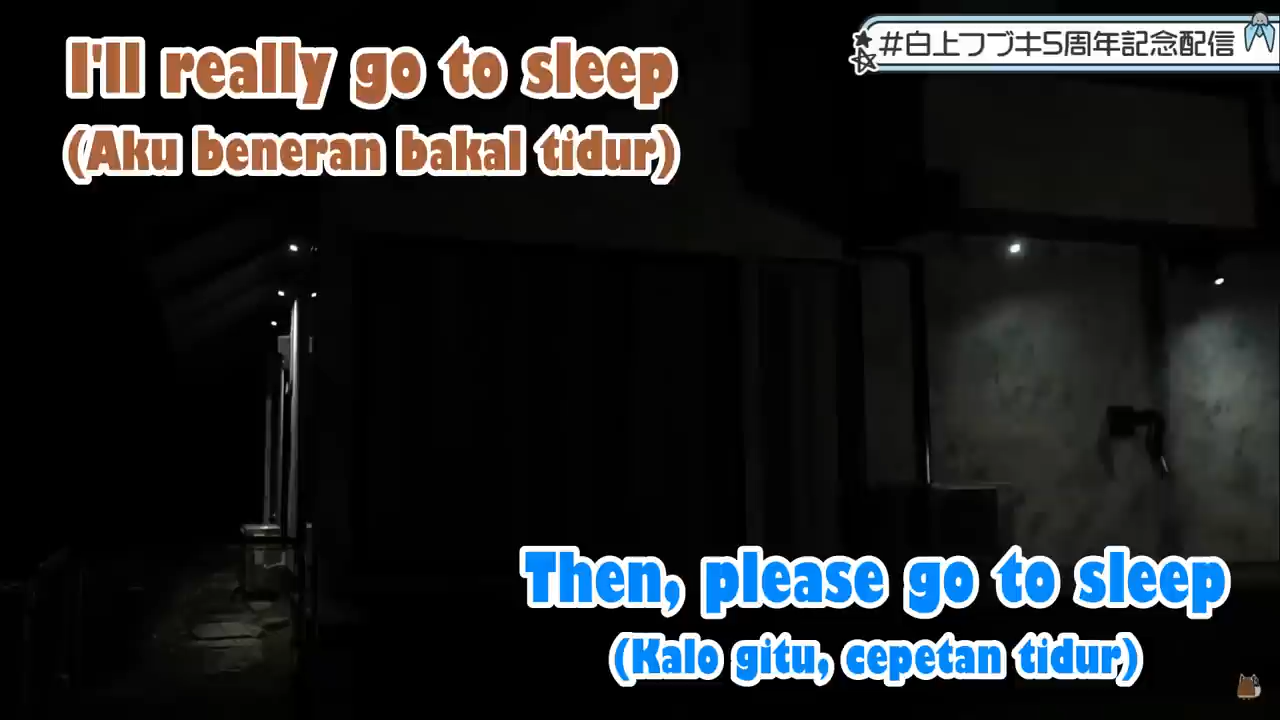 #白上フブキ5周年記念配信
I'll really go to sleep
(Aku beneran bakal tidur)
Then, please go to sleep
(Kalo gitu, cepetan tidur)